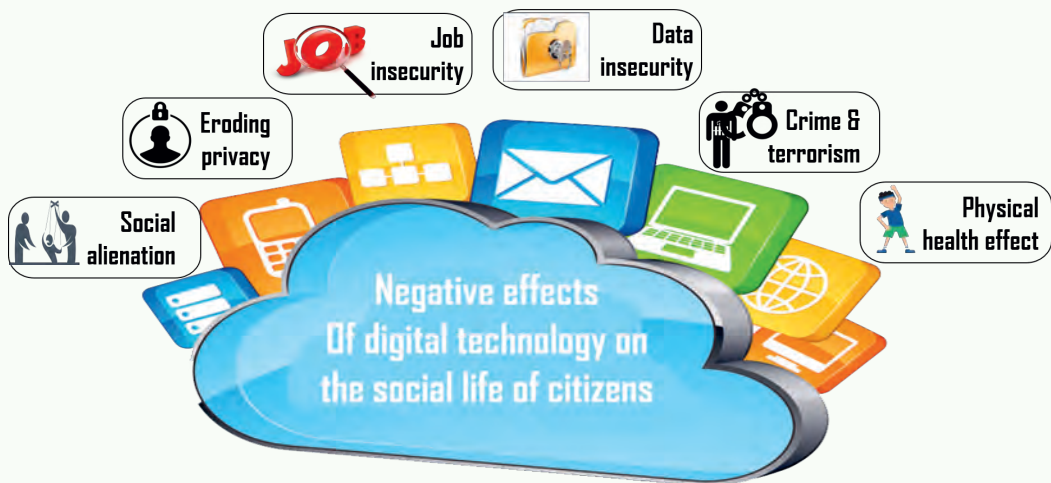 JOB
Job
insecurity
Data
insecurity
Eroding
privacy
Crime &
terrorism
Social
alienation
Physical
health effect
Negative effects
Of digital technology on
the social life of citizens